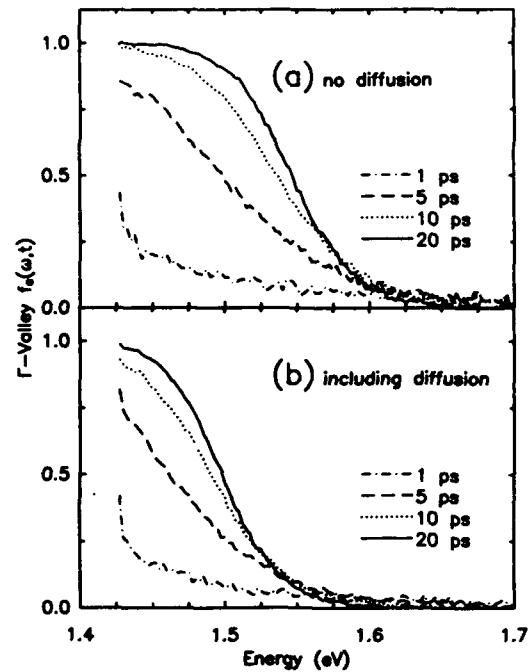 1.0
0.5
0.0
(a) no diffusion
1 ps
5 ps
10 ps
20 ps
Γ-Valley fₑ(ω,t)
1.0
0.5
0.0
(b) including diffusion
1 ps
5 ps
10 ps
20 ps
1.4 1.5 1.6 1.7
Energy (eV)